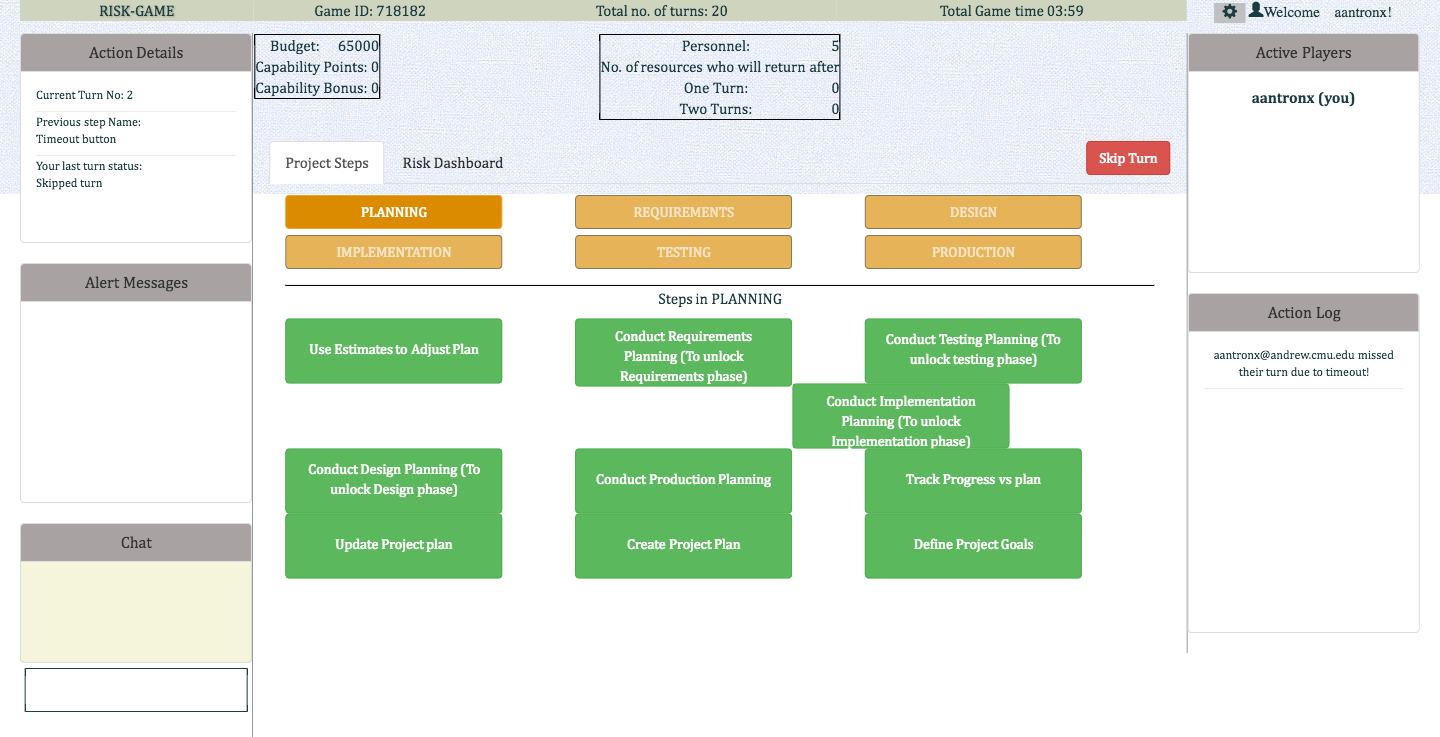 RISK-GAME
Game ID: 718182
Total no. of turns: 20
Total Game time 03:59
Welcome aantronx!
Action Details
Current Turn No: 2
Previous step Name:
Timeout button
Your last turn status:
Skipped turn
Alert Messages
Chat
Budget: 65000
Capability Points: 0
Capability Bonus: 0
Personnel: 5
No. of resources who will return after
One Turn: 0
Two Turns: 0
Project Steps
Risk Dashboard
Skip Turn
PLANNING
REQUIREMENTS
DESIGN
IMPLEMENTATION
TESTING
PRODUCTION
Steps in PLANNING
Use Estimates to Adjust Plan
Conduct Requirements
Planning (To unlock
Requirements phase)
Conduct Testing Planning (To
unlock testing phase)
Conduct Implementation
Planning (To unlock
Implementation phase)
Conduct Design Planning (To
unlock Design phase)
Conduct Production Planning
Track Progress vs plan
Update Project plan
Create Project Plan
Define Project Goals
Active Players
aantronx (you)
Action Log
aantronx@andrew.cmu.edu missed
their turn due to timeout!